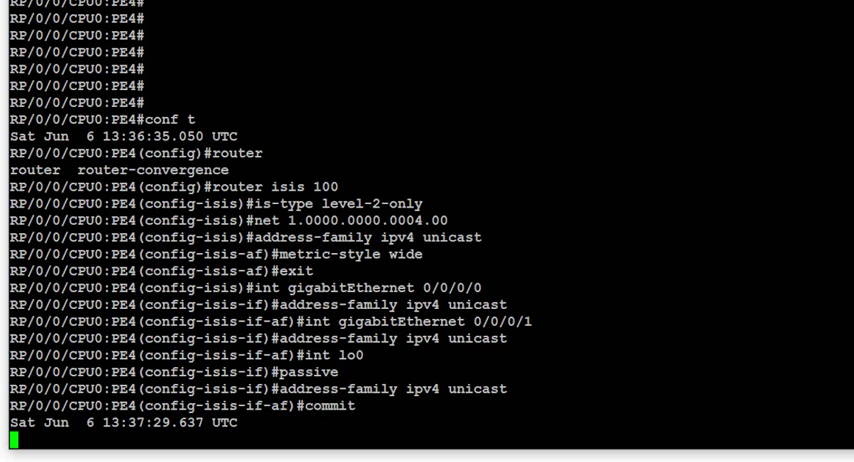 RP/0/0/CPU0:PE4#
RP/0/0/CPU0:PE4#
RP/0/0/CPU0:PE4#
RP/0/0/CPU0:PE4#
RP/0/0/CPU0:PE4#
RP/0/0/CPU0:PE4#
RP/0/0/CPU0:PE4#
RP/0/0/CPU0:PE4#conf t
Sat Jun  6 13:36:35.050 UTC
RP/0/0/CPU0:PE4(config)#router
router  router-convergence
RP/0/0/CPU0:PE4(config)#router isis 100
RP/0/0/CPU0:PE4(config-isis)#is-type level-2-only
RP/0/0/CPU0:PE4(config-isis)#net 1.0000.0000.0004.00
RP/0/0/CPU0:PE4(config-isis)#address-family ipv4 unicast
RP/0/0/CPU0:PE4(config-isis-af)#metric-style wide
RP/0/0/CPU0:PE4(config-isis-af)#exit
RP/0/0/CPU0:PE4(config-isis)#int gigabitEthernet 0/0/0/0
RP/0/0/CPU0:PE4(config-isis-if)#address-family ipv4 unicast
RP/0/0/CPU0:PE4(config-isis-if-af)#int gigabitEthernet 0/0/0/1
RP/0/0/CPU0:PE4(config-isis-if)#address-family ipv4 unicast
RP/0/0/CPU0:PE4(config-isis-if-af)#int lo0
RP/0/0/CPU0:PE4(config-isis-if)#passive
RP/0/0/CPU0:PE4(config-isis-if)#address-family ipv4 unicast
RP/0/0/CPU0:PE4(config-isis-if-af)#commit
Sat Jun  6 13:37:29.637 UTC